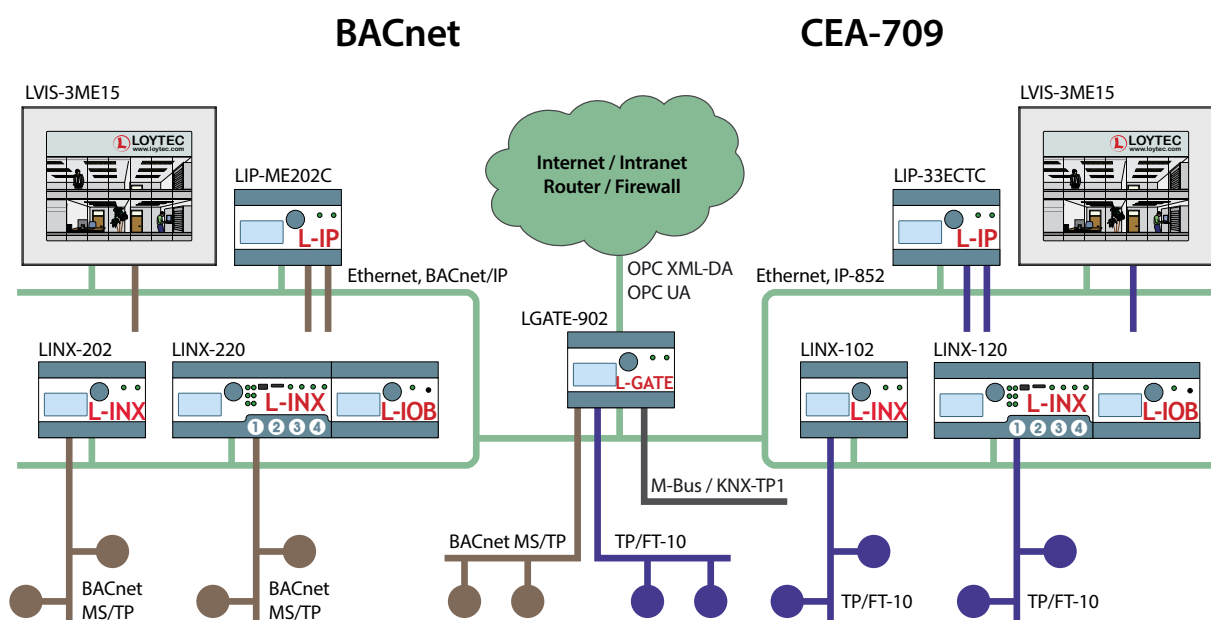 BACnet
CEA-709
LVIS-3ME15
LVIS-3ME15
LOYTEC
www.loytec.com
LOYTEC
www.loytec.com
Internet / Intranet
Router / Firewall
LIP-ME202C
L-IP
LIP-33ECTC
L-IP
Ethernet, BACnet/IP
OPC XML-DA
OPC UA
Ethernet, IP-852
LGATE-902
L-GATE
LINX-202
L-INX
LINX-220
L-INX
1 2 3 4
L-IOB
LINX-102
L-INX
LINX-120
L-INX
1 2 3 4
L-IOB
M-Bus / KNX-TP1
BACnet MS/TP
TP/FT-10
BACnet
MS/TP
BACnet
MS/TP
TP/FT-10
TP/FT-10